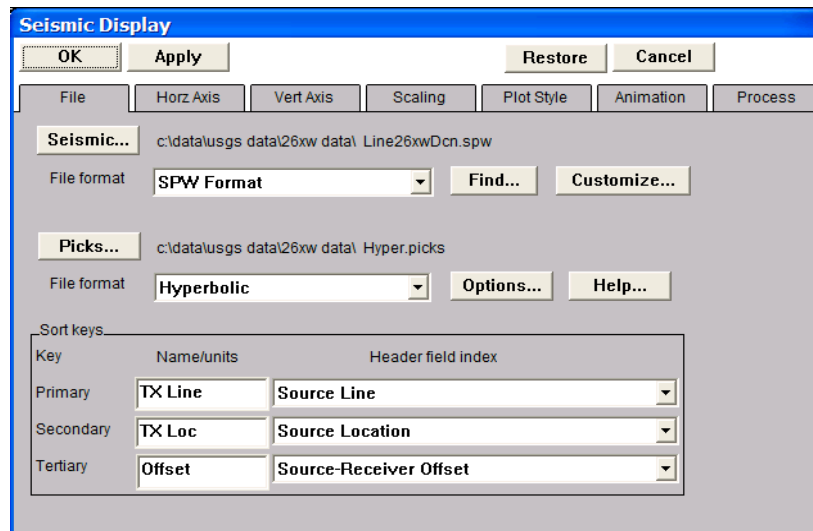 Seismic Display
OK Apply Restore Cancel
File Horz Axis Vert Axis Scaling Plot Style Animation Process
Seismic... c:\data\usgs data\26xw data\ Line26xwDcn.spw
File format SPW Format Find... Customize...
Picks... c:\data\usgs data\26xw data\ Hyper.picks
File format Hyperbolic Options... Help...
Sort keys
Key Name/units Header field index
Primary TX Line Source Line
Secondary TX Loc Source Location
Tertiary Offset Source-Receiver Offset